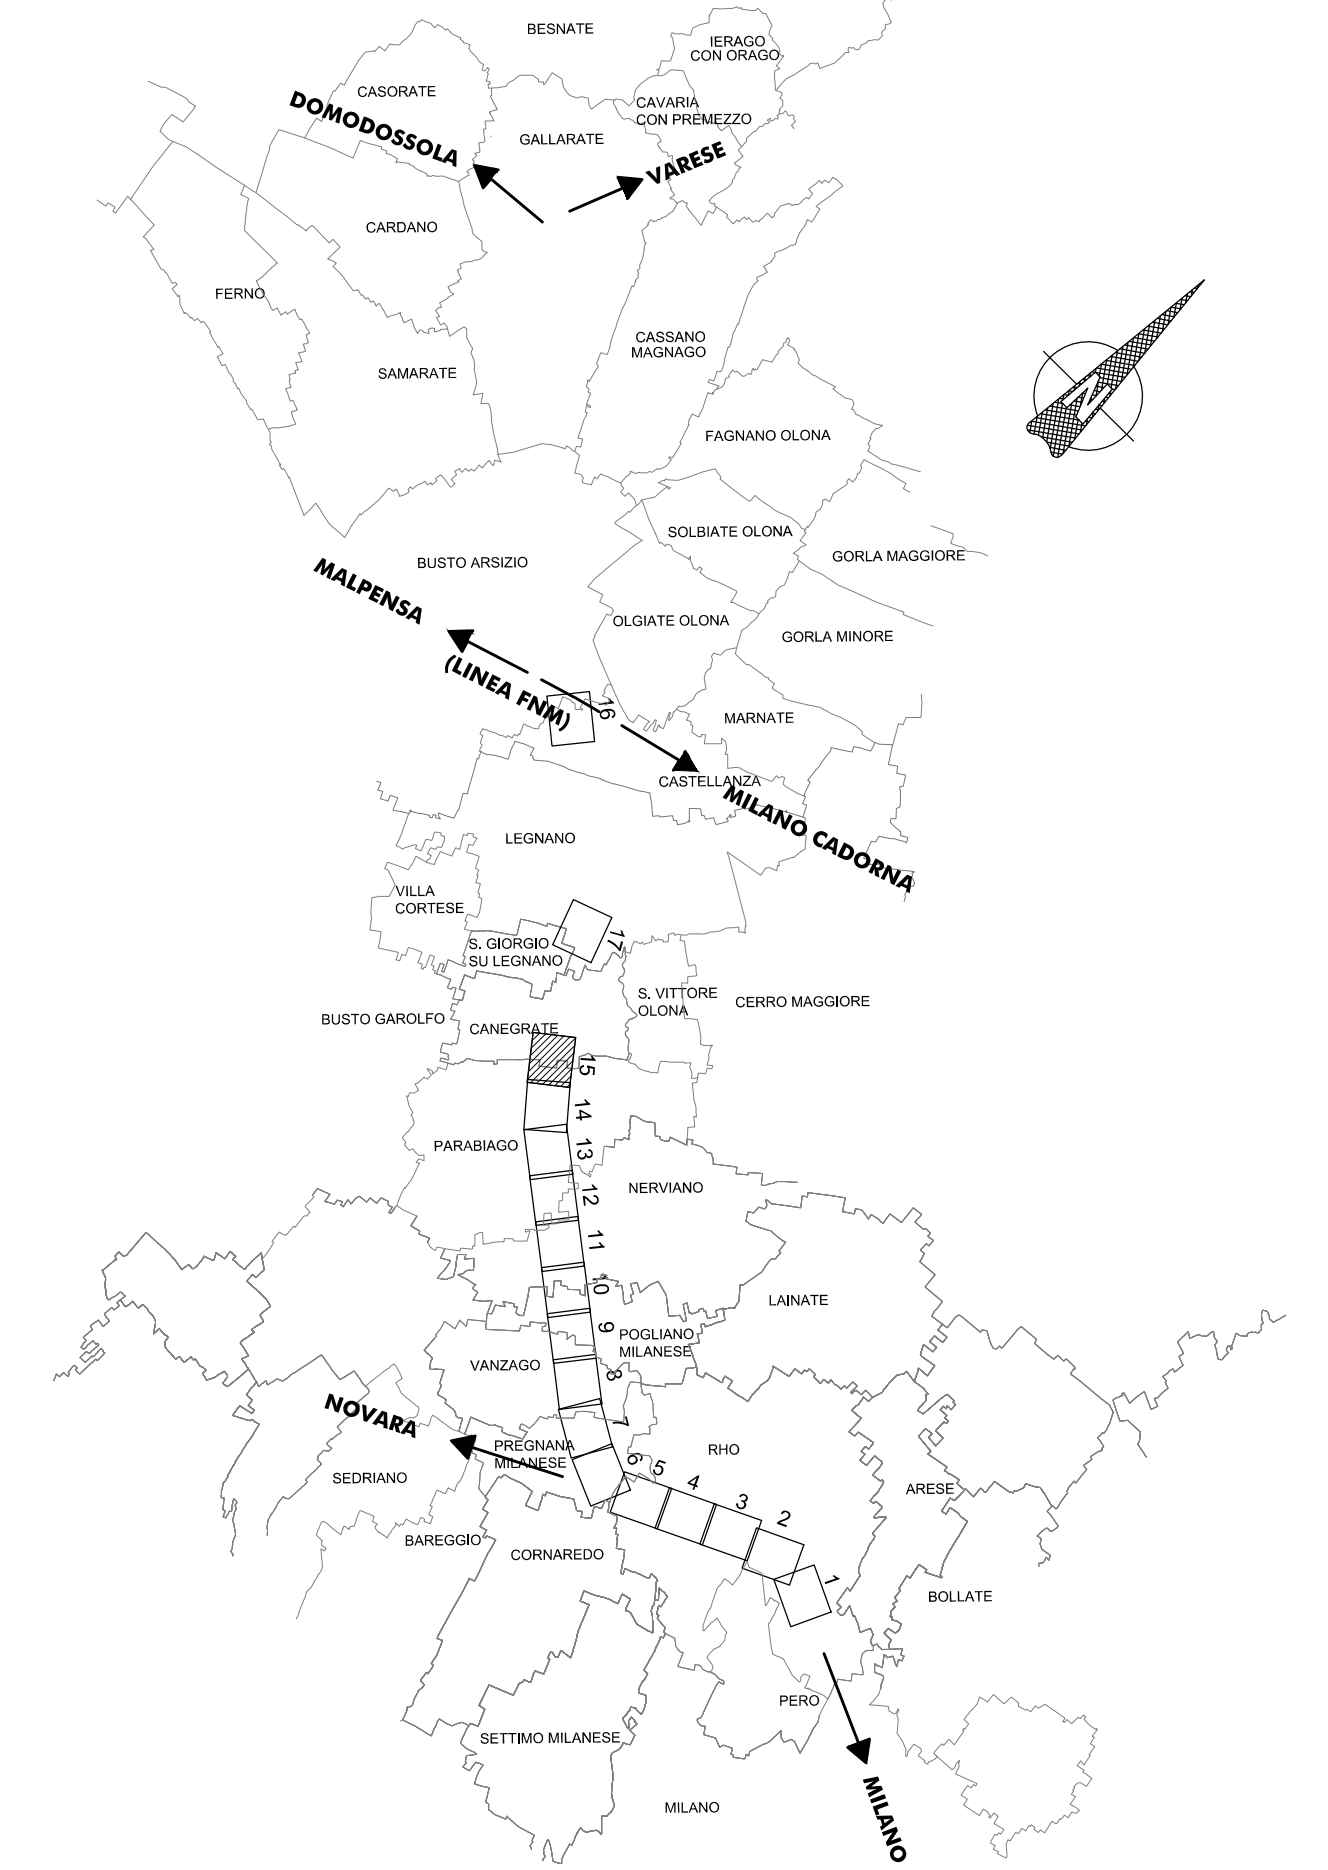 BESNATE
IERAGO
CON ORAGO
CASORATE
CAVARIA
CON PREMEZZO
DOMODOSSOLA
GALLARATE
VARESE
CARDANO
FERNO
CASSANO
MAGNAGO
SAMARATE
N
FAGNANO OLONA
SOLBIATE OLONA
GORLA MAGGIORE
BUSTO ARSIZIO
MALPENSA
OLGIATE OLONA
GORLA MINORE
(LINEA FNM)
16
MARNATE
CASTELLANZA
MILANO CADORNA
LEGNANO
VILLA
CORTESE
17
S. GIORGIO
SU LEGNANO
S. VITTORE
OLONA
CERRO MAGGIORE
BUSTO GAROLFO
CANEGRATE
15
14
PARABIAGO
13
NERVIANO
12
11
10
LAINATE
9
POGLIANO
MILANESE
VANZAGO
8
NOVARA
7
PREGNANA
MILANESE
RHO
6
5
4
3
2
1
SEDRIANO
ARESE
BAREGGIO
CORNAREDO
BOLLATE
PERO
SETTIMO MILANESE
MILANO
MILANO